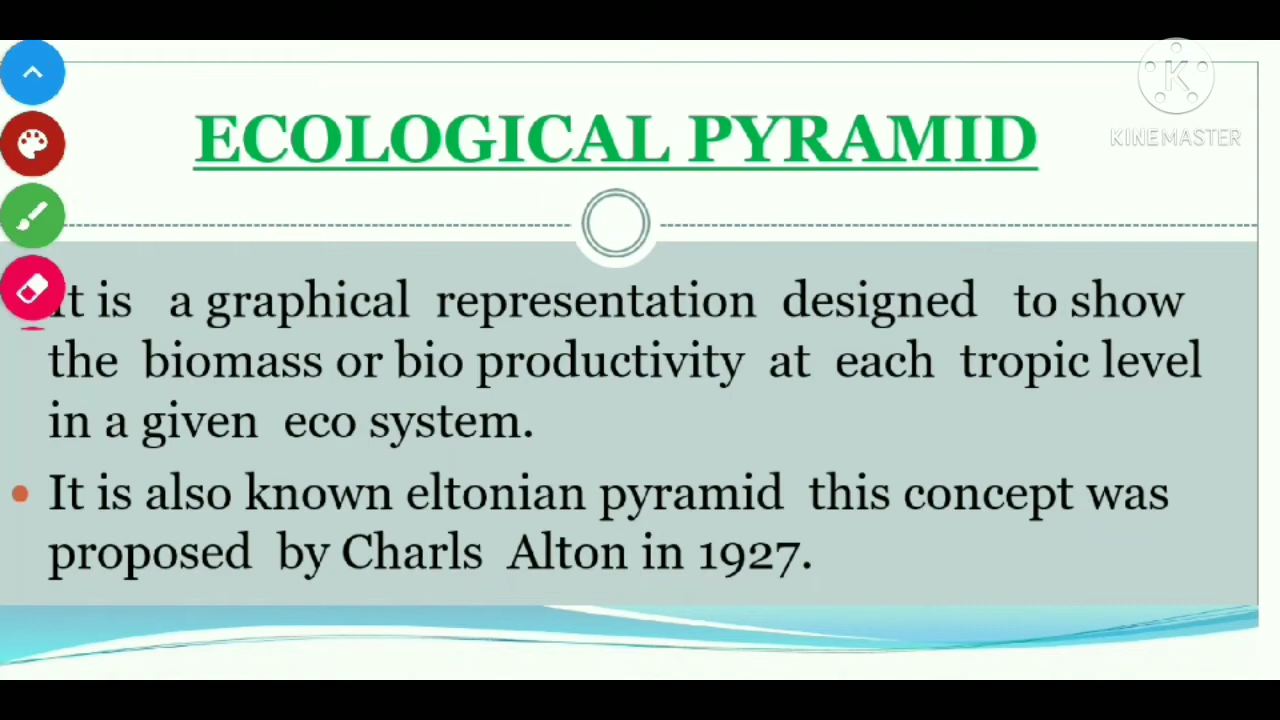 ECOLOGICAL PYRAMID
K
KINEMASTER
It is a graphical representation designed to show
the biomass or bio productivity at each tropic level
in a given eco system.
• It is also known eltonian pyramid this concept was
proposed by Charls Alton in 1927.